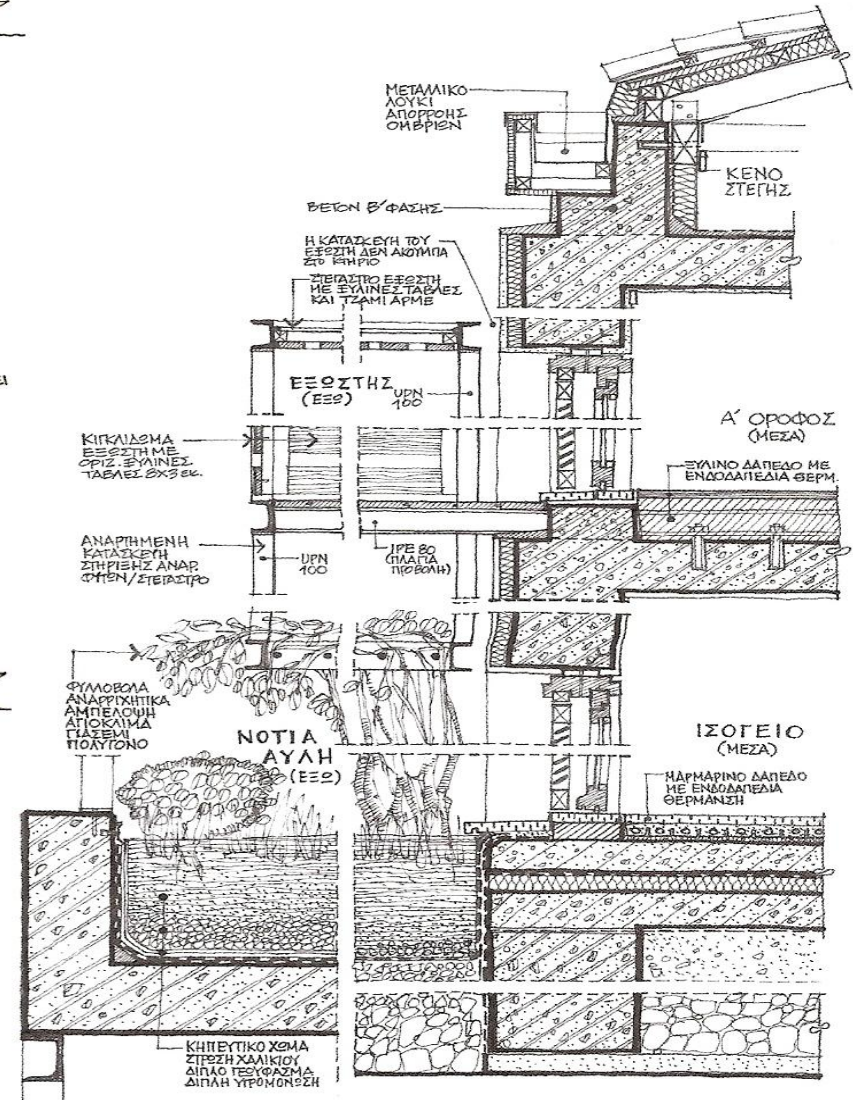 ΜΕΤΑΛΛΙΚΟ
ΛΟΥΚΙ
ΑΠΟΡΡΟΗΣ
ΟΜΒΡΙΩΝ
ΚΕΝΟ
ΣΤΕΓΗΣ
ΒΕΤΟΝ Β΄ ΦΑΣΗΣ
Η ΚΑΤΑΣΚΕΥΗ ΤΟΥ
ΕΞΩΣΤΗ ΔΕΝ ΑΚΟΥΜΠΑ
ΣΤΟ ΚΤΗΡΙΟ
ΣΤΕΓΑΣΤΡΟ ΕΞΩΣΤΗ
ΜΕ ΞΥΛΙΝΕΣ ΤΑΒΛΕΣ
ΚΑΙ ΤΖΑΜΙ ΑΡΜΕ
ΕΞΩΣΤΗΣ
(ΕΞΩ)
UPN
100
Α΄ ΟΡΟΦΟΣ
(ΜΕΣΑ)
ΚΙΓΚΛΙΔΩΜΑ
ΕΞΩΣΤΗ ΜΕ
ΟΡΙΖ. ΞΥΛΙΝΕΣ
ΤΑΒΛΕΣ 8Χ3 ΕΚ.
ΞΥΛΙΝΟ ΔΑΠΕΔΟ ΜΕ
ΕΝΔΟΔΑΠΕΔΙΑ ΘΕΡΜ.
ΑΝΑΡΤΗΜΕΝΗ
ΚΑΤΑΣΚΕΥΗ
ΣΤΗΡΙΞΗΣ ΑΝΑΡ.
ΦΥΤΩΝ/ΣΤΕΓΑΣΤΡΟ
UPN
100
IPE 80
(ΠΛΑΓΙΑ
ΠΡΟΒΟΛΗ)
ΦΥΛΛΟΒΟΛΑ
ΑΝΑΡΡΙΧΗΤΙΚΑ
ΑΜΠΕΛΟΨΗ
ΑΓΙΟΚΛΙΜΑ
ΓΙΑΣΕΜΙ
ΠΟΛΥΓΟΝΟ
ΝΟΤΙΑ
ΑΥΛΗ
(ΕΞΩ)
ΙΣΟΓΕΙΟ
(ΜΕΣΑ)
ΜΑΡΜΑΡΙΝΟ ΔΑΠΕΔΟ
ΜΕ ΕΝΔΟΔΑΠΕΔΙΑ
ΘΕΡΜΑΝΣΗ
ΚΗΠΕΥΤΙΚΟ ΧΩΜΑ
ΣΤΡΩΣΗ ΧΑΛΙΚΙΟΥ
ΔΙΠΛΟ ΓΕΩΥΦΑΣΜΑ
ΔΙΠΛΗ ΥΓΡΟΜΟΝΩΣΗ